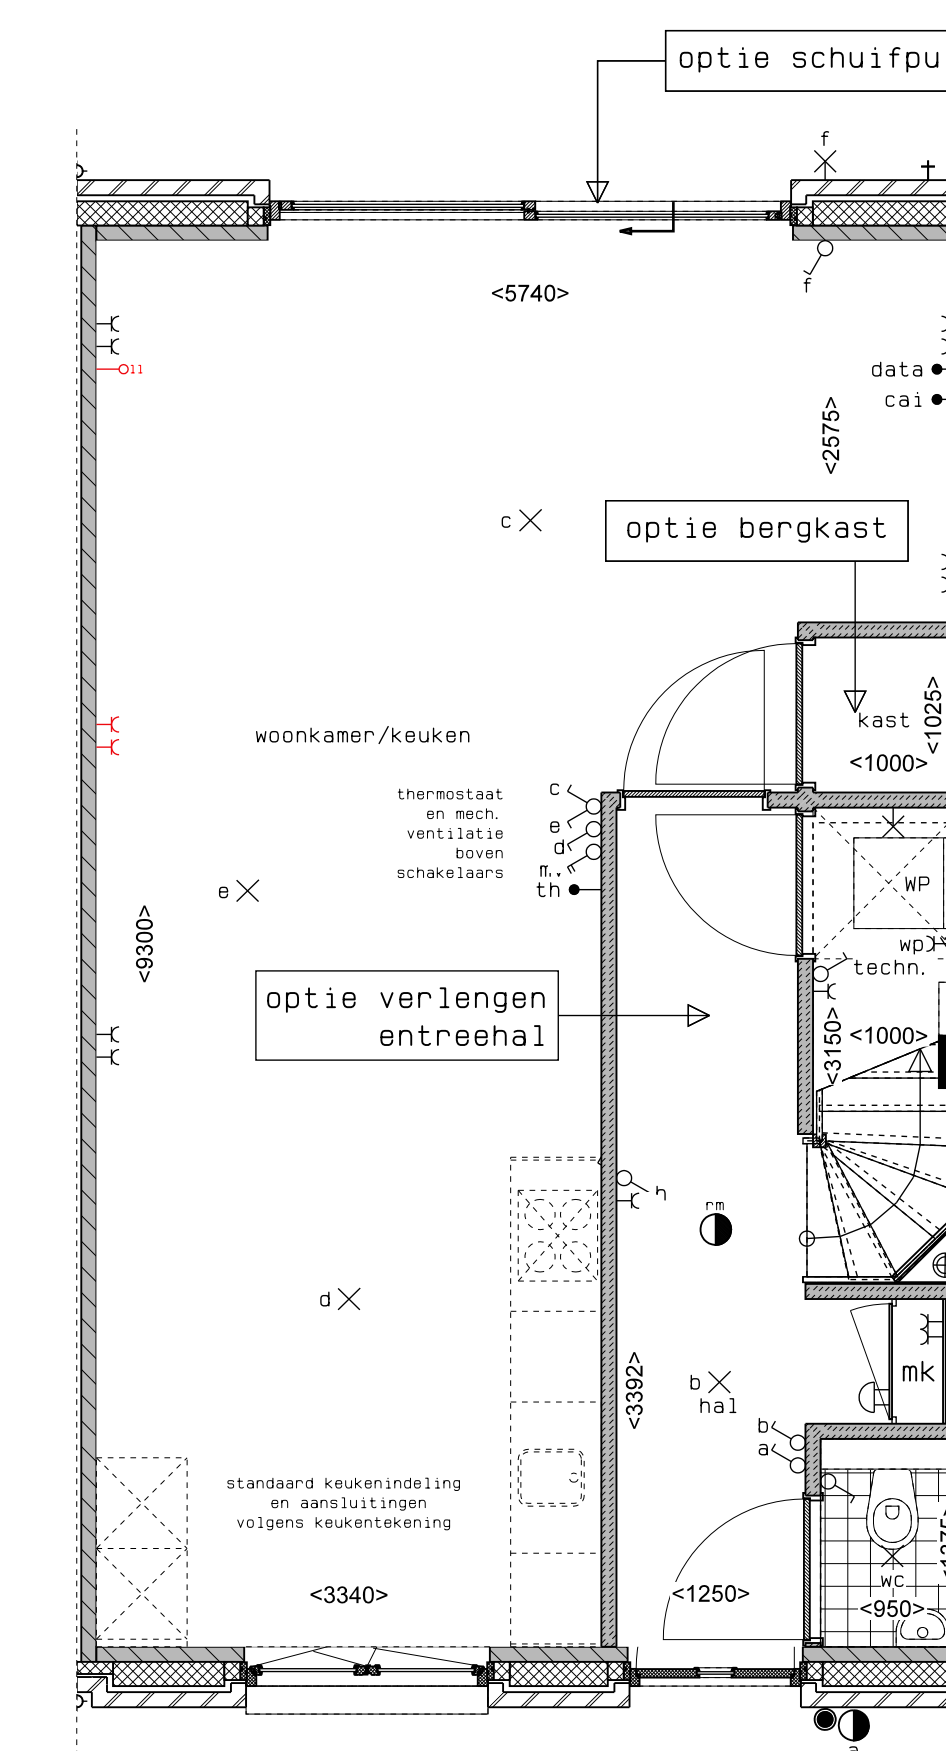 optie schuifpu
f
f
<5740>
11
data
cai
<2575>
c
optie bergkast
kast
<1025>
<1000>
woonkamer/keuken
thermostaat
en mech.
ventilatie
boven
schakelaars
c
e
d
th
WP
wp
techn.
e
<9300>
optie verlengen
entreehal
<3150>
<1000>
h
rm
d
<3392>
b
hal
mk
b
a
standaard keukenindeling
en aansluitingen
volgens keukentekening
<3340>
<1250>
wc
<950>